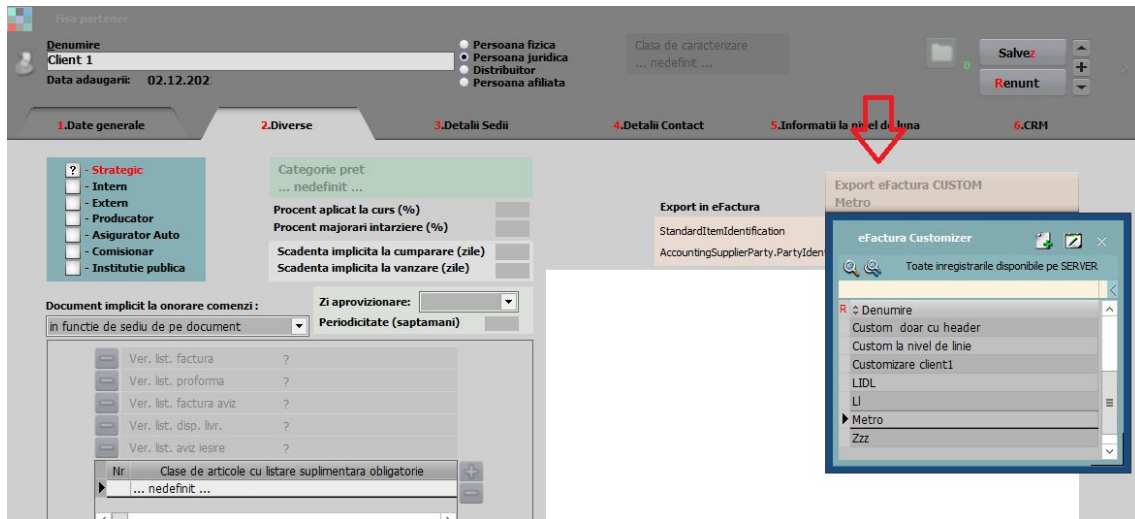 Fisa partener
Denumire
Client 1
Data adaugarii: 02.12.202
Persoana fizica
Persoana juridica
Distribuitor
Persoana afiliata
Clasa de caracterizare
... nedefinit ...
0
Salvez
Renunt
1.Date generale
2.Diverse
3.Detalii Sedii
4.Detalii Contact
5.Informatii la nivel de luna
6.CRM
? - Strategic
- Intern
- Extern
- Producator
- Asigurator Auto
- Comisionar
- Institutie publica
Categorie pret
... nedefinit ...
Procent aplicat la curs (%)
Procent majorari intarziere (%)
Scadenta implicita la cumparare (zile)
Scadenta implicita la vanzare (zile)
Document implicit la onorare comenzi :
in functie de sediu de pe document
Zi aprovizionare:
Periodicitate (saptamani)
Ver. list. factura ?
Ver. list. proforma ?
Ver. list. factura aviz ?
Ver. list. disp. livr. ?
Ver. list. aviz iesire ?
Nr Clase de articole cu listare suplimentara obligatorie
... nedefinit ...
Export in eFactura
StandardItemIdentification
AccountingSupplierParty.PartyIden
Export eFactura CUSTOM
Metro
eFactura Customizer
Toate inregistrarile disponibile pe SERVER
R Denumire
Custom doar cu header
Custom la nivel de linie
Customizare client1
LIDL
Metro
Zzz